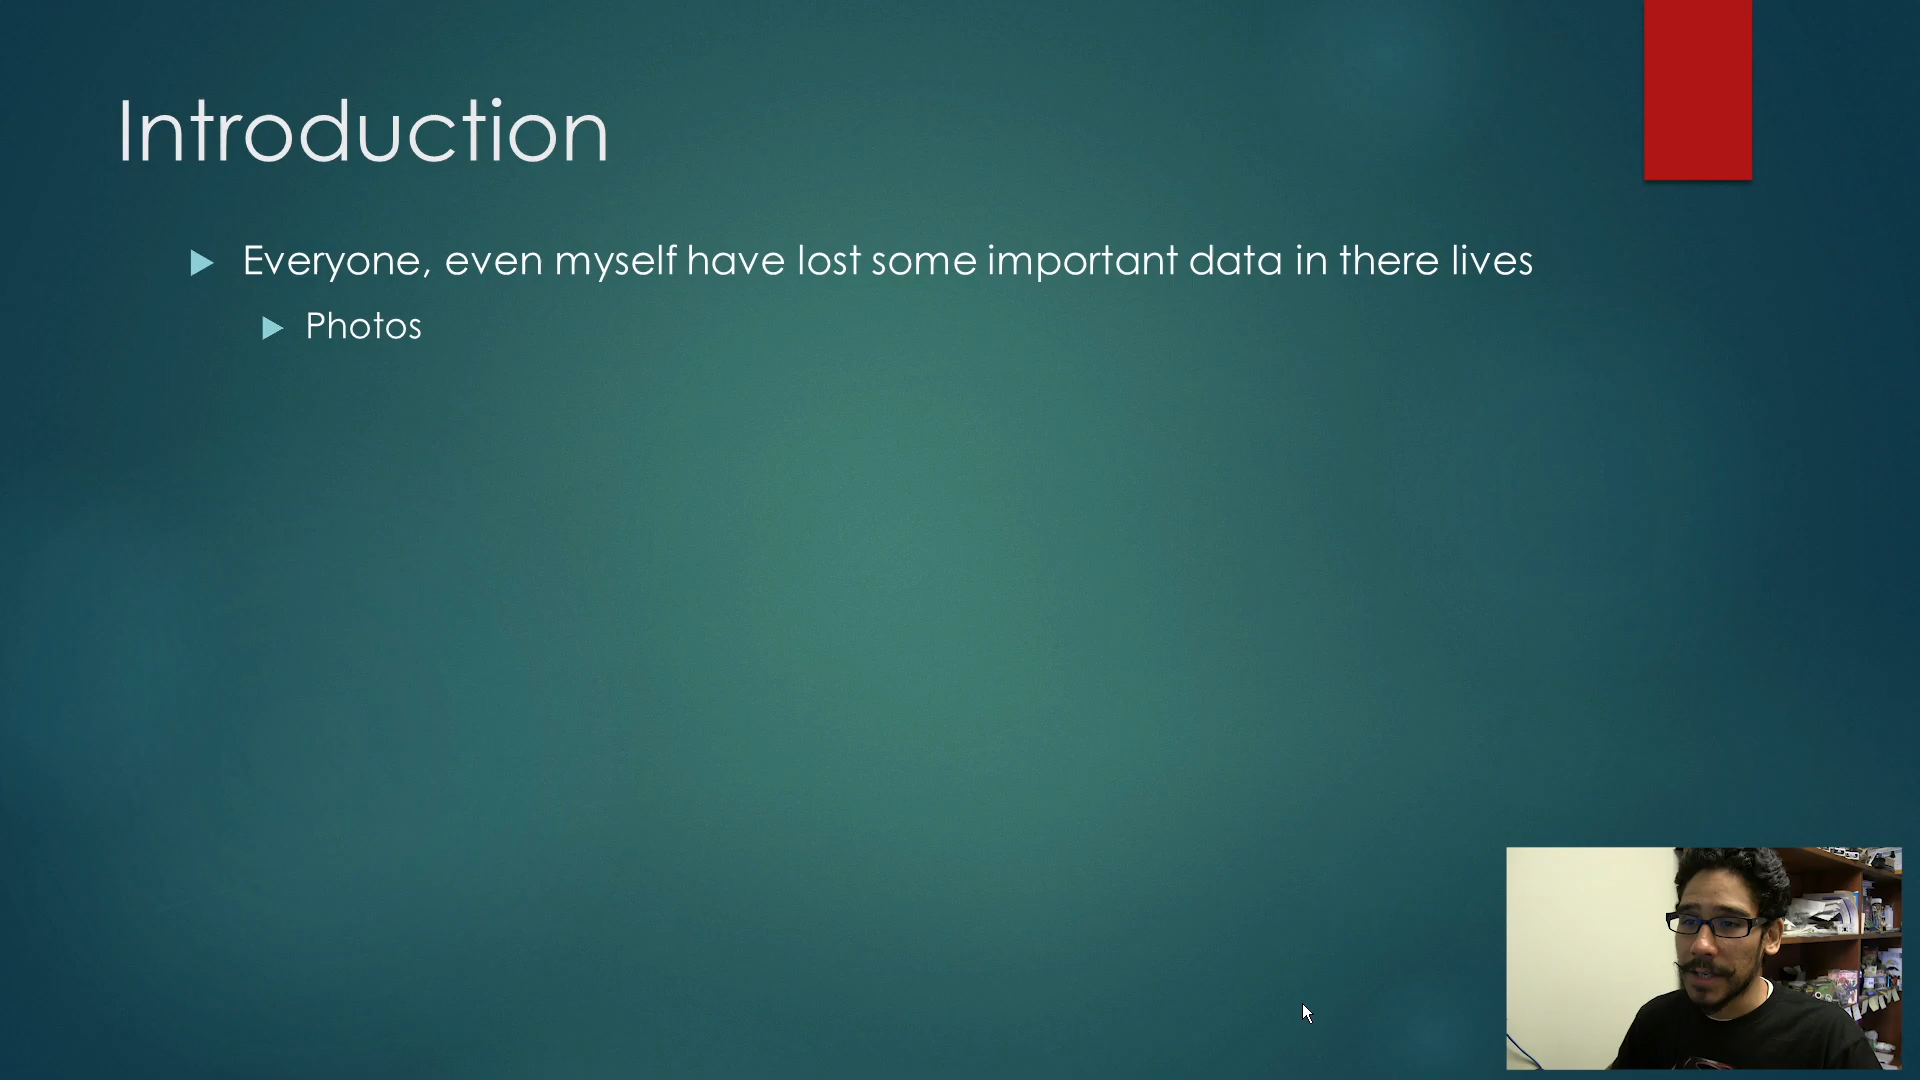 Introduction
Everyone, even myself have lost some important data in there lives
Photos